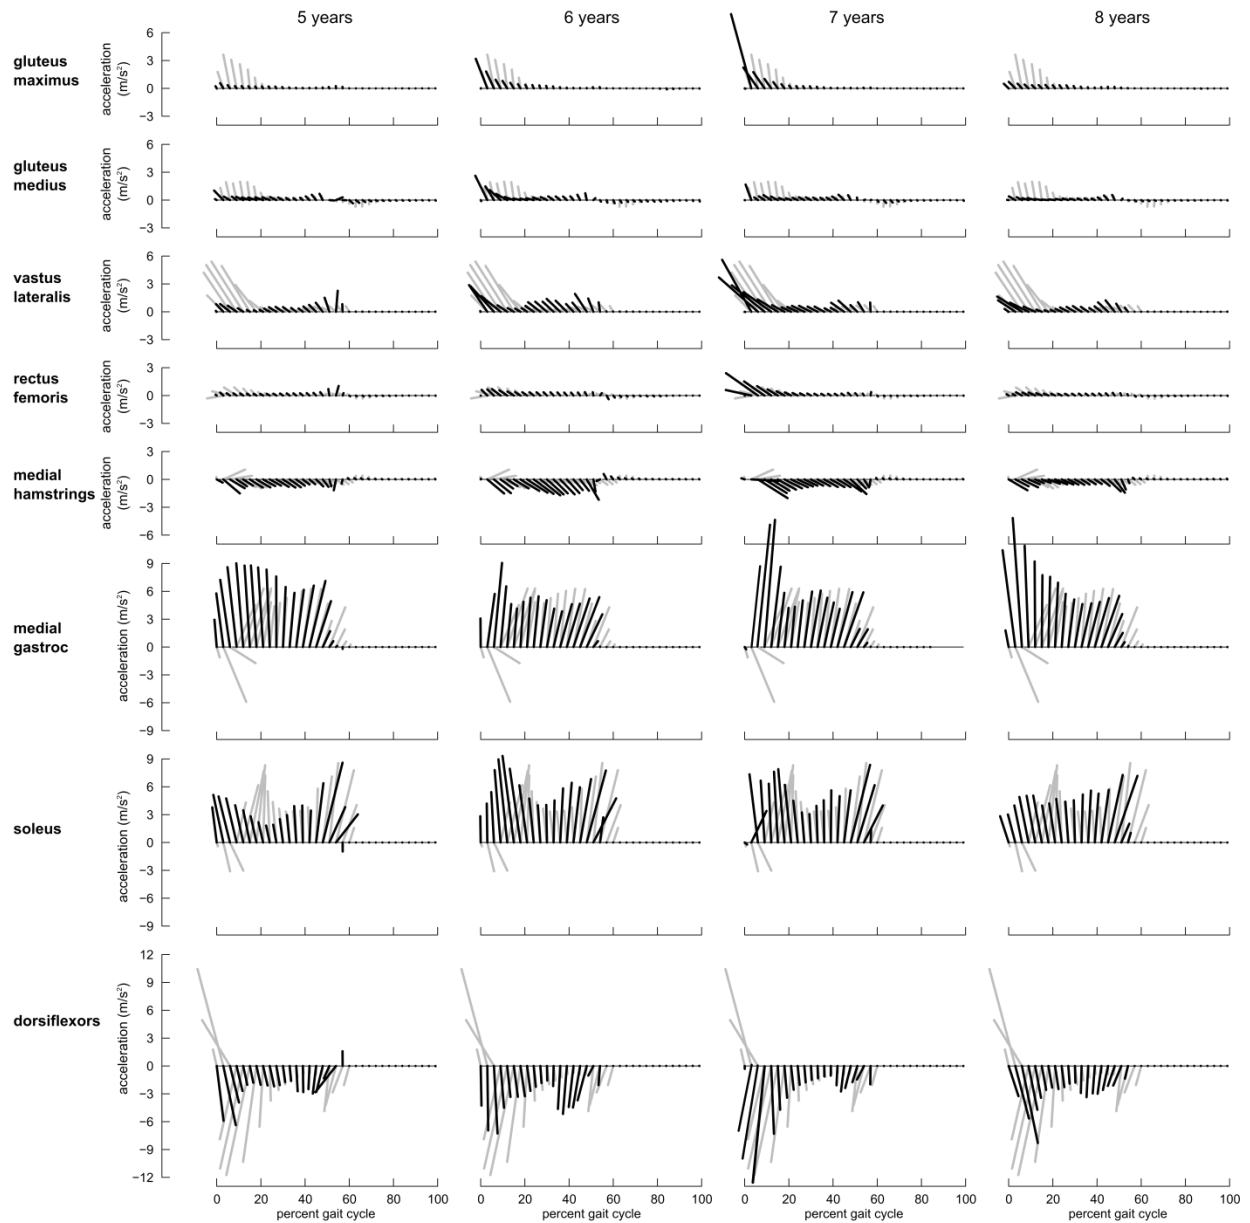 5 years 6 years 7 years 8 years
gluteus
maximus
acceleration
(m/s²)
6
3
0
−3
gluteus
medius
acceleration
(m/s²)
6
3
0
−3
vastus
lateralis
acceleration
(m/s²)
6
3
0
−3
rectus
femoris
acceleration
(m/s²)
3
0
−3
medial
hamstrings
acceleration
(m/s²)
3
0
−3
−6
medial
gastroc
acceleration (m/s²)
9
6
3
0
−3
−6
−9
soleus
acceleration (m/s²)
9
6
3
0
−3
−6
−9
dorsiflexors
acceleration (m/s²)
12
9
6
3
0
−3
−6
−9
−12
0 20 40 60 80 100 0 20 40 60 80 100 0 20 40 60 80 100 0 20 40 60 80 100
percent gait cycle percent gait cycle percent gait cycle percent gait cycle